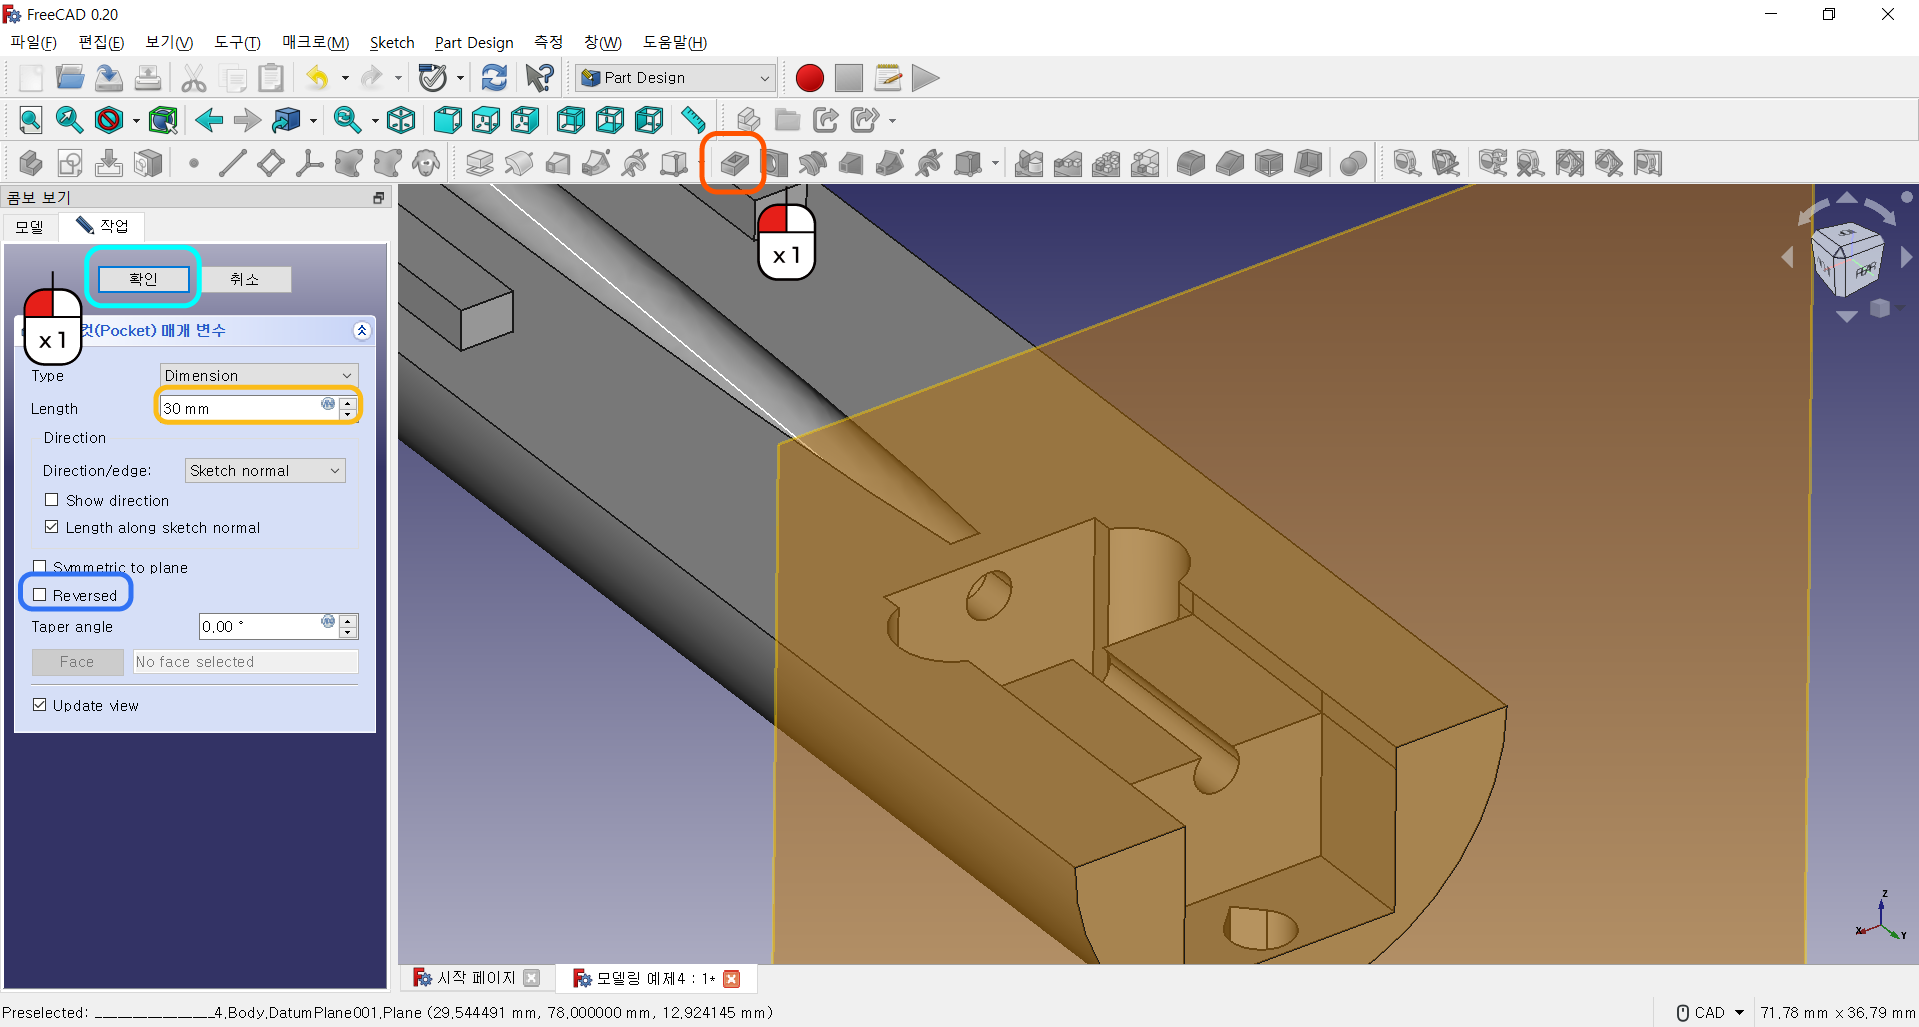 FreeCAD 0.20
파일(F) 편집(E) 보기(V) 도구(T) 매크로(M) Sketch Part Design 측정 창(W) 도움말(H)
Part Design
콤보 보기
모델 작업
확인 취소
x 1
x 1
컷(Pocket) 매개 변수
Type Dimension
Length 30 mm
Direction
Direction/edge: Sketch normal
Show direction
Length along sketch normal
Symmetric to plane
Reversed
Taper angle 0.00 °
Face No face selected
Update view
REAR
Z
X Y
시작 페이지 모델링 예제4 : 1*
Preselected: ________________4.Body.DatumPlane001.Plane (29.544491 mm, 78.000000 mm, 12.924145 mm) CAD 71.78 mm x 36.79 mm